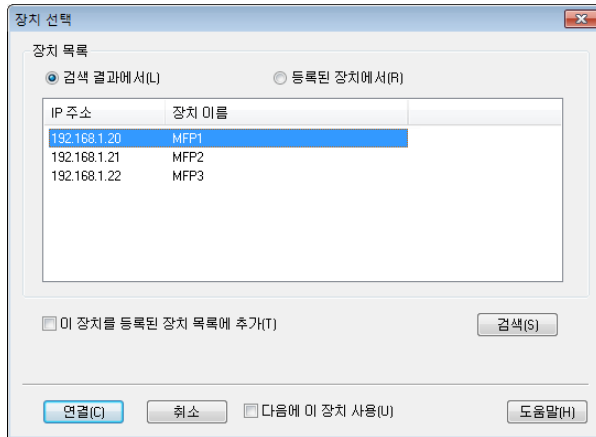 장치 선택
장치 목록
검색 결과에서(L) 등록된 장치에서(R)
IP 주소 장치 이름
192.168.1.20 MFP1
192.168.1.21 MFP2
192.168.1.22 MFP3
이 장치를 등록된 장치 목록에 추가(T) 검색(S)
연결(C) 취소 다음에 이 장치 사용(U) 도움말(H)